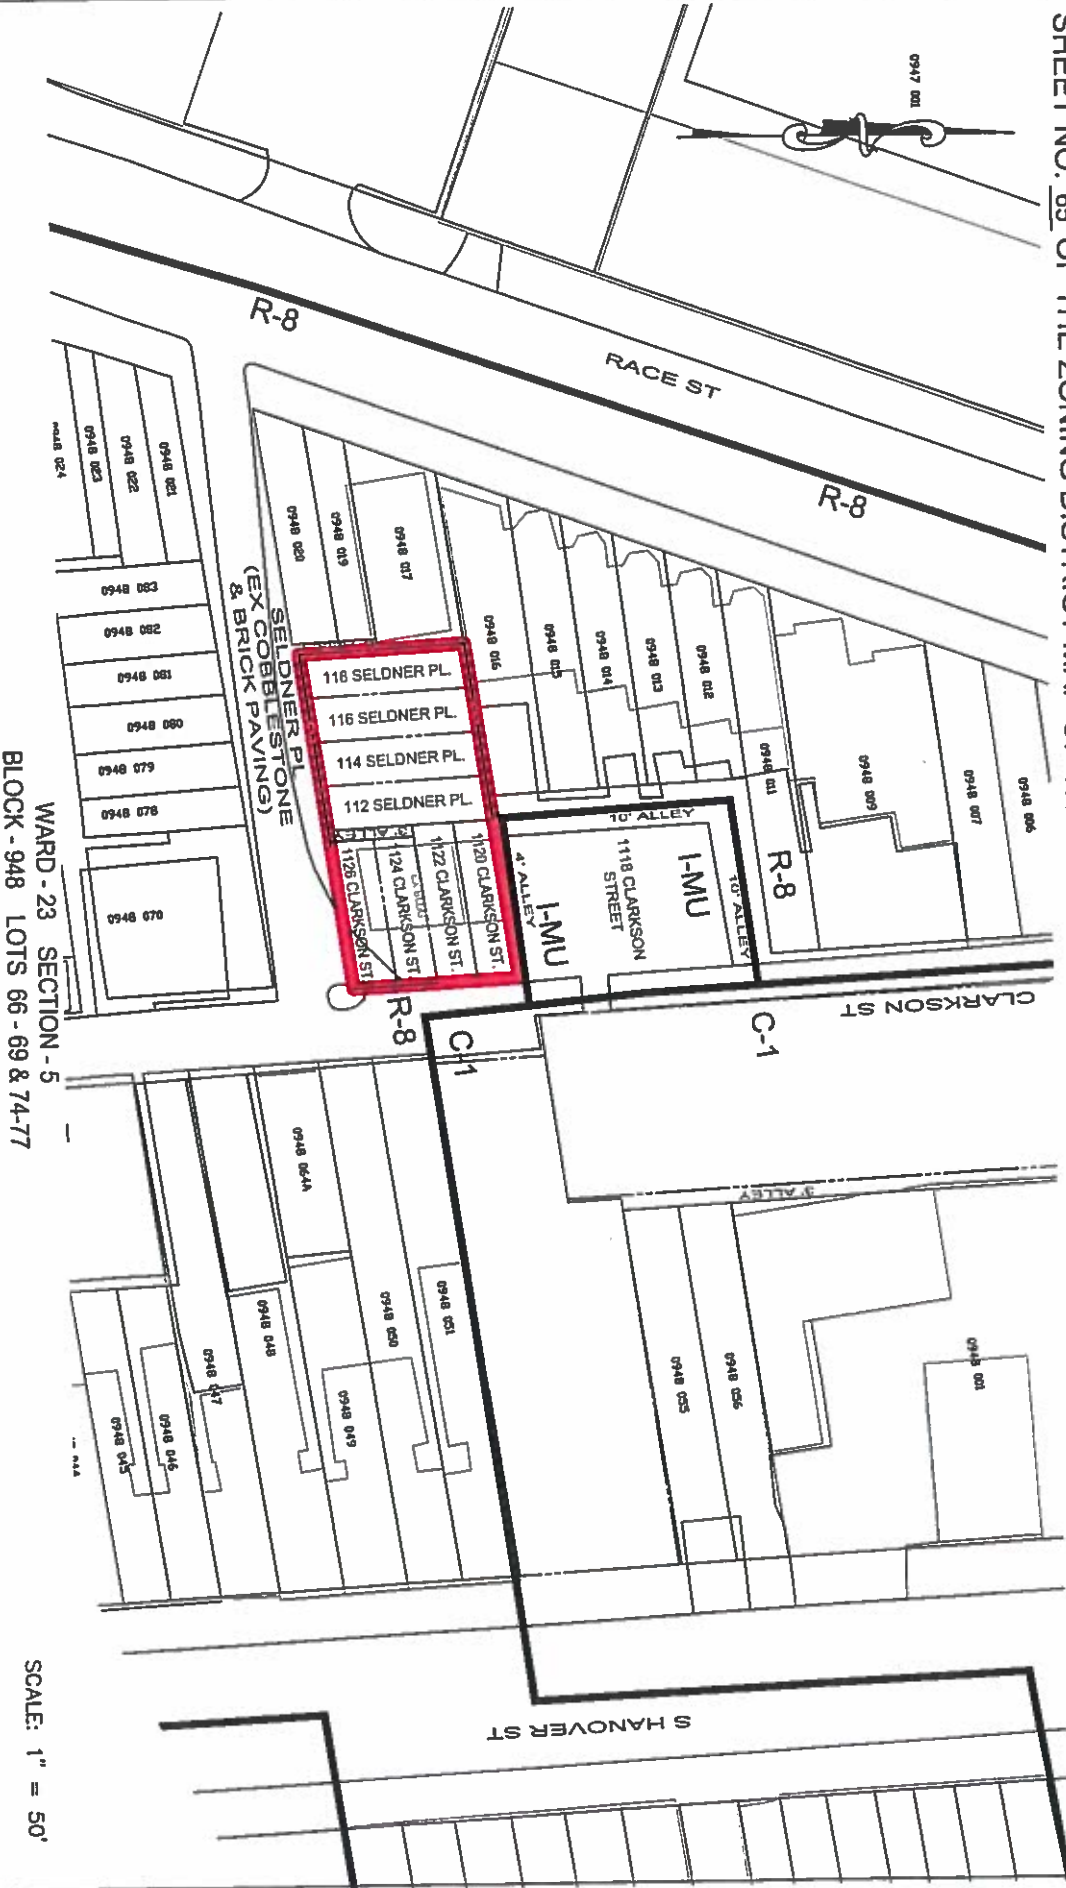 SHEET NO. 65 OF THE ZONING DISTRICT MAP
0947 001
RACE ST
R-8
R-8
0948 006
0948 007
0948 009
0948 011
0948 012
0948 013
0948 014
0948 015
0948 016
0948 017
0948 019
0948 020
R-8
10' ALLEY
10' ALLEY
I-MU
1118 CLARKSON
STREET
I-MU
4' ALLEY
CLARKSON ST
C-1
118 SELDNER PL.
116 SELDNER PL.
114 SELDNER PL.
112 SELDNER PL.
3' ALLEY
1120 CLARKSON ST.
1122 CLARKSON ST.
1124 CLARKSON ST.
1126 CLARKSON ST.
SELDNER PL
(EX COBBLESTONE
& BRICK PAVING)
R-8
C-1
0948 021
0948 022
0948 023
0948 024
0948 083
0948 082
0948 081
0948 080
0948 079
0948 078
0948 070
3' ALLEY
0948 001
0948 056
0948 055
0948 051
0948 050
0948 049
0948 064A
0948 048
0948 047
0948 046
0948 045
S HANOVER ST
WARD - 23 SECTION - 5
BLOCK - 948 LOTS 66 - 69 & 74-77
SCALE: 1" = 50'